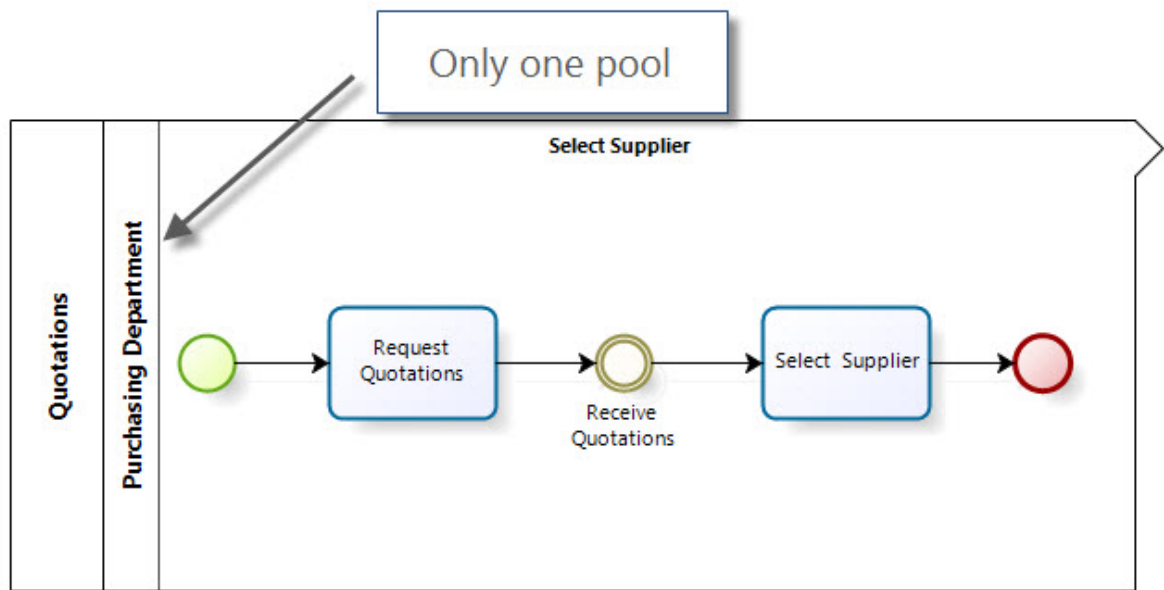 Only one pool
Select Supplier
Quotations
Purchasing Department
Request
Quotations
Receive
Quotations
Select Supplier